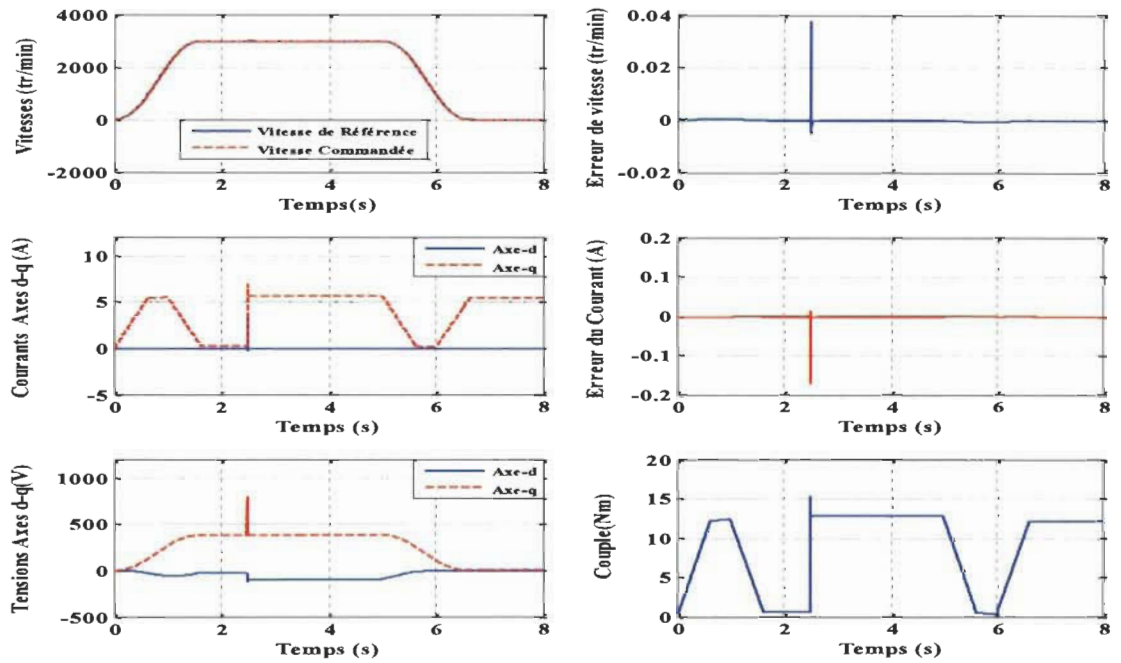 Vitesses (tr/min)
4000
2000
0
-2000
Vitesse de Référence
Vitesse Commandée
0 2 4 6 8
Temps(s)
Erreur de vitesse (tr/min)
0.04
0.02
0
-0.02
0 2 4 6 8
Temps (s)
Courants Axes d-q (A)
10
5
0
-5
Axe-d
Axe-q
0 2 4 6 8
Temps (s)
Erreur du Courant (A)
0.2
0.1
0
-0.1
-0.2
0 2 4 6 8
Temps (s)
Tensions Axes d-q(V)
1000
500
0
-500
Axe-d
Axe-q
0 2 4 6 8
Temps (s)
Couple(Nm)
20
15
10
5
0
0 2 4 6 8
Temps (s)